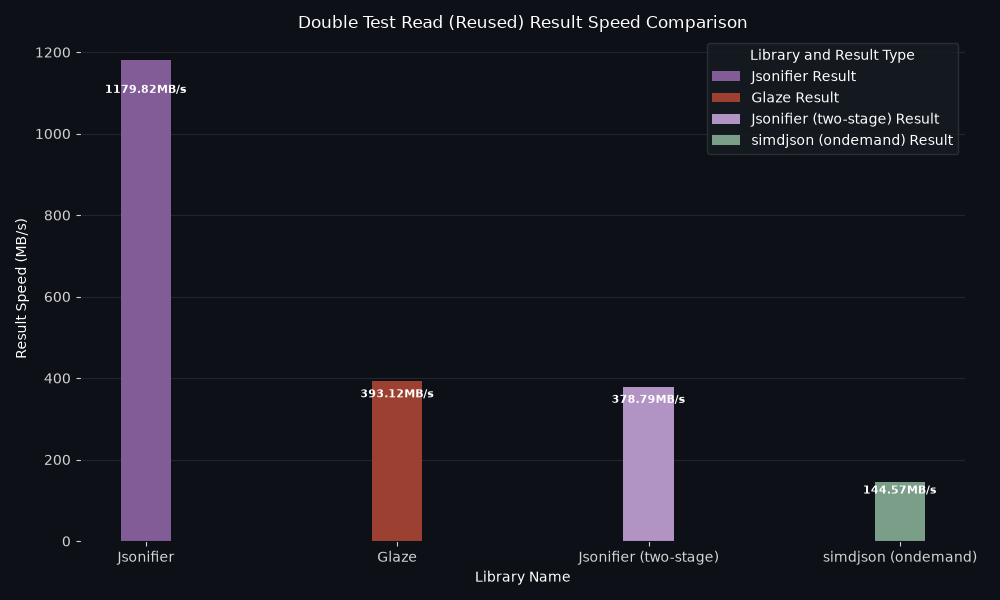 Double Test Read (Reused) Result Speed Comparison
Library and Result Type
Jsonifier Result
Glaze Result
Jsonifier (two-stage) Result
simdjson (ondemand) Result
Result Speed (MB/s)
1200
1000
800
600
400
200
0
1179.82MB/s
393.12MB/s
378.79MB/s
144.57MB/s
Jsonifier
Glaze
Jsonifier (two-stage)
simdjson (ondemand)
Library Name